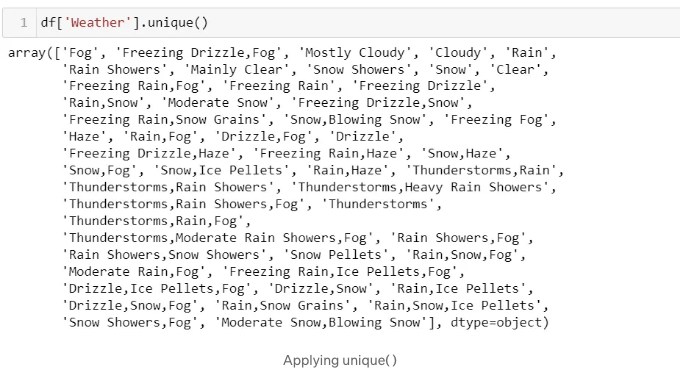 1 df['Weather'].unique()
array(['Fog', 'Freezing Drizzle,Fog', 'Mostly Cloudy', 'Cloudy', 'Rain',
'Rain Showers', 'Mainly Clear', 'Snow Showers', 'Snow', 'Clear',
'Freezing Rain,Fog', 'Freezing Rain', 'Freezing Drizzle',
'Rain,Snow', 'Moderate Snow', 'Freezing Drizzle,Snow',
'Freezing Rain,Snow Grains', 'Snow,Blowing Snow', 'Freezing Fog',
'Haze', 'Rain,Fog', 'Drizzle,Fog', 'Drizzle',
'Freezing Drizzle,Haze', 'Freezing Rain,Haze', 'Snow,Haze',
'Snow,Fog', 'Snow,Ice Pellets', 'Rain,Haze', 'Thunderstorms,Rain',
'Thunderstorms,Rain Showers', 'Thunderstorms,Heavy Rain Showers',
'Thunderstorms,Rain Showers,Fog', 'Thunderstorms',
'Thunderstorms,Rain,Fog',
'Thunderstorms,Moderate Rain Showers,Fog', 'Rain Showers,Fog',
'Rain Showers,Snow Showers', 'Snow Pellets', 'Rain,Snow,Fog',
'Moderate Rain,Fog', 'Freezing Rain,Ice Pellets,Fog',
'Drizzle,Ice Pellets,Fog', 'Drizzle,Snow', 'Rain,Ice Pellets',
'Drizzle,Snow,Fog', 'Rain,Snow Grains', 'Rain,Snow,Ice Pellets',
'Snow Showers,Fog', 'Moderate Snow,Blowing Snow'], dtype=object)
Applying unique()